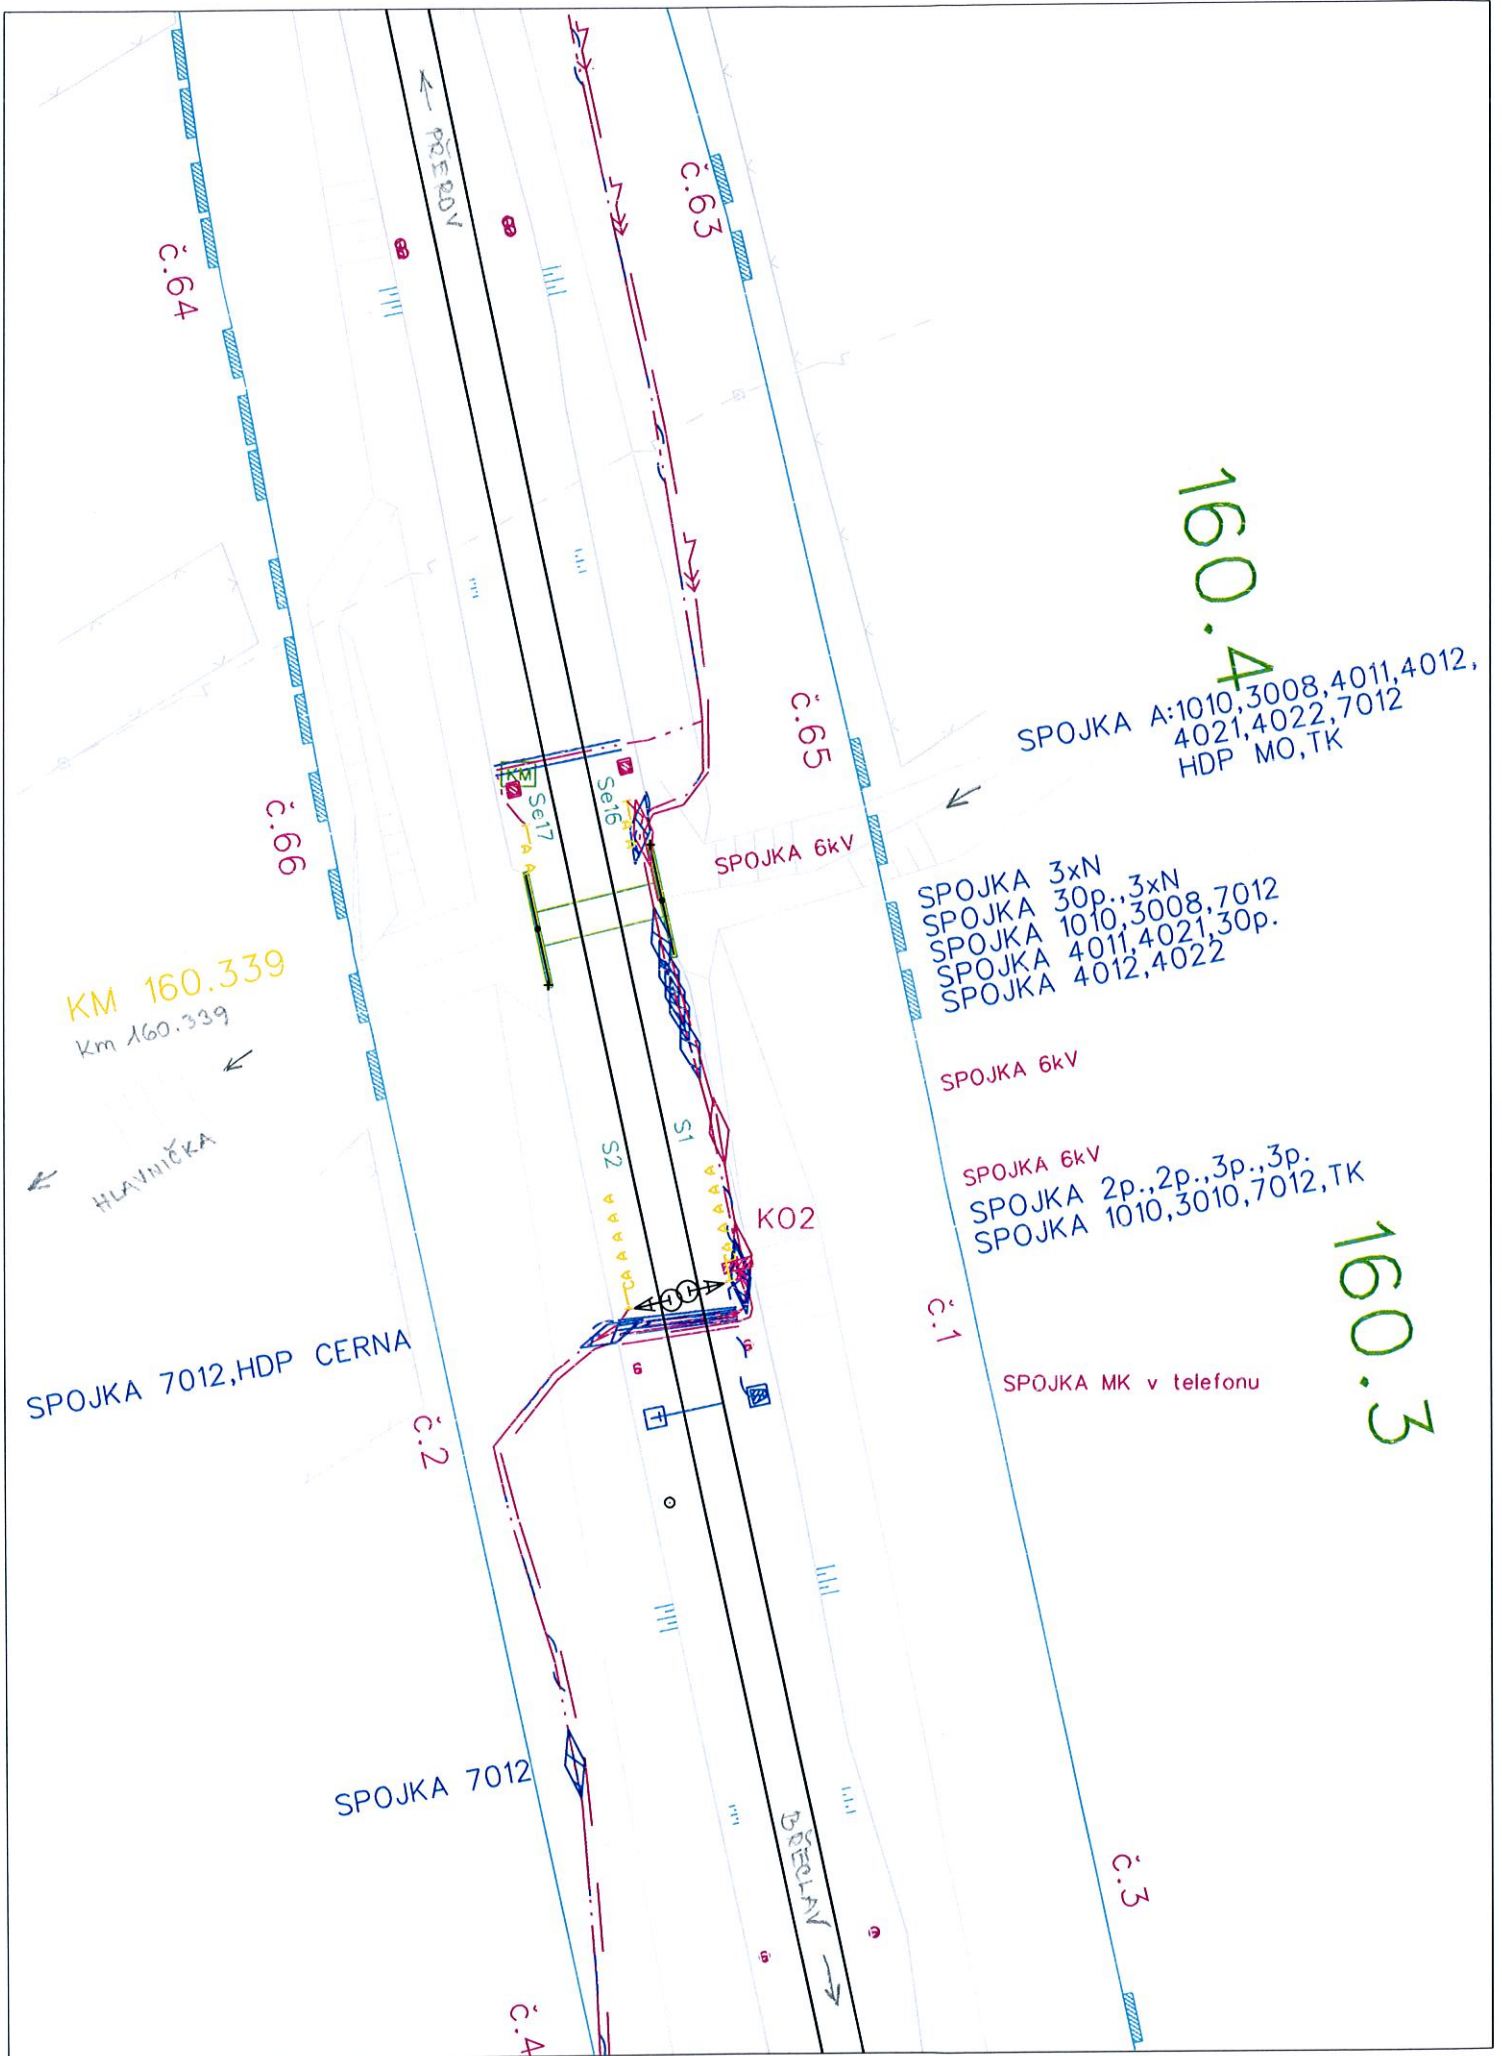 ← PŘEROV
Č.63
Č.64
160.4
SPOJKA A:1010,3008,4011,4012,
4021,4022,7012
HDP MO,TK
Č.65
KM
Se17
Se16
Č.66
SPOJKA 6kV
SPOJKA 3xN
SPOJKA 30p.,3xN
SPOJKA 1010,3008,7012
SPOJKA 4011,4021,30p.
SPOJKA 4012,4022
KM 160.339
Km 160.339
SPOJKA 6kV
HLAVNIČKA
S1
S2
SPOJKA 6kV
SPOJKA 2p.,2p.,3p.,3p.
SPOJKA 1010,3010,7012,TK
KO2
160.3
Č.1
SPOJKA 7012,HDP CERNA
SPOJKA MK v telefonu
Č.2
SPOJKA 7012
BŘECLAV →
Č.3
Č.4